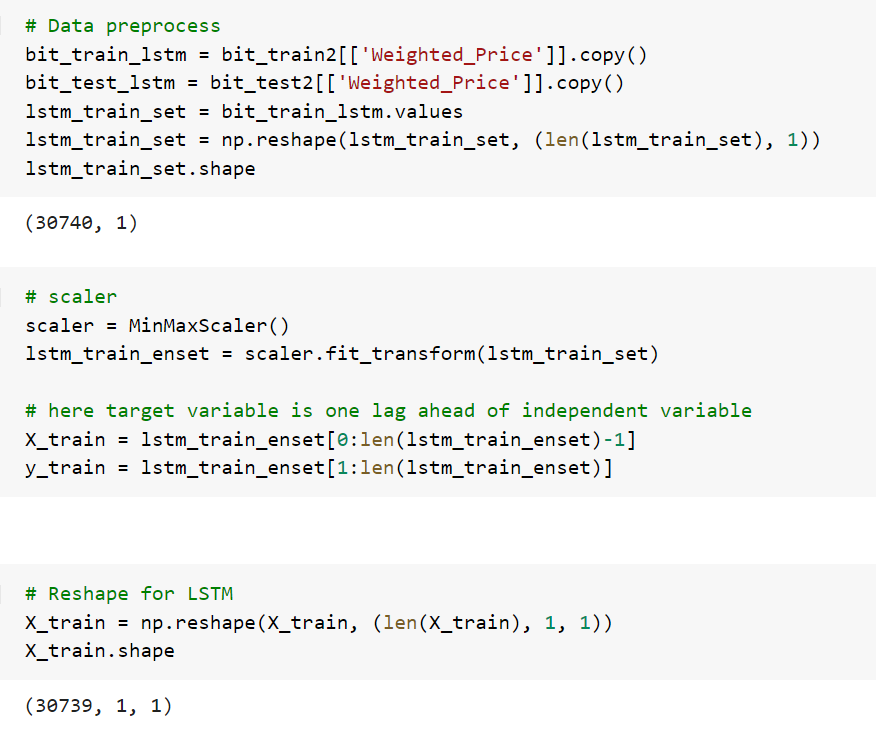 # Data preprocess
bit_train_lstm = bit_train2[['Weighted_Price']].copy()
bit_test_lstm = bit_test2[['Weighted_Price']].copy()
lstm_train_set = bit_train_lstm.values
lstm_train_set = np.reshape(lstm_train_set, (len(lstm_train_set), 1))
lstm_train_set.shape
(30740, 1)
# scaler
scaler = MinMaxScaler()
lstm_train_enset = scaler.fit_transform(lstm_train_set)
# here target variable is one lag ahead of independent variable
X_train = lstm_train_enset[0:len(lstm_train_enset)-1]
y_train = lstm_train_enset[1:len(lstm_train_enset)]
# Reshape for LSTM
X_train = np.reshape(X_train, (len(X_train), 1, 1))
X_train.shape
(30739, 1, 1)